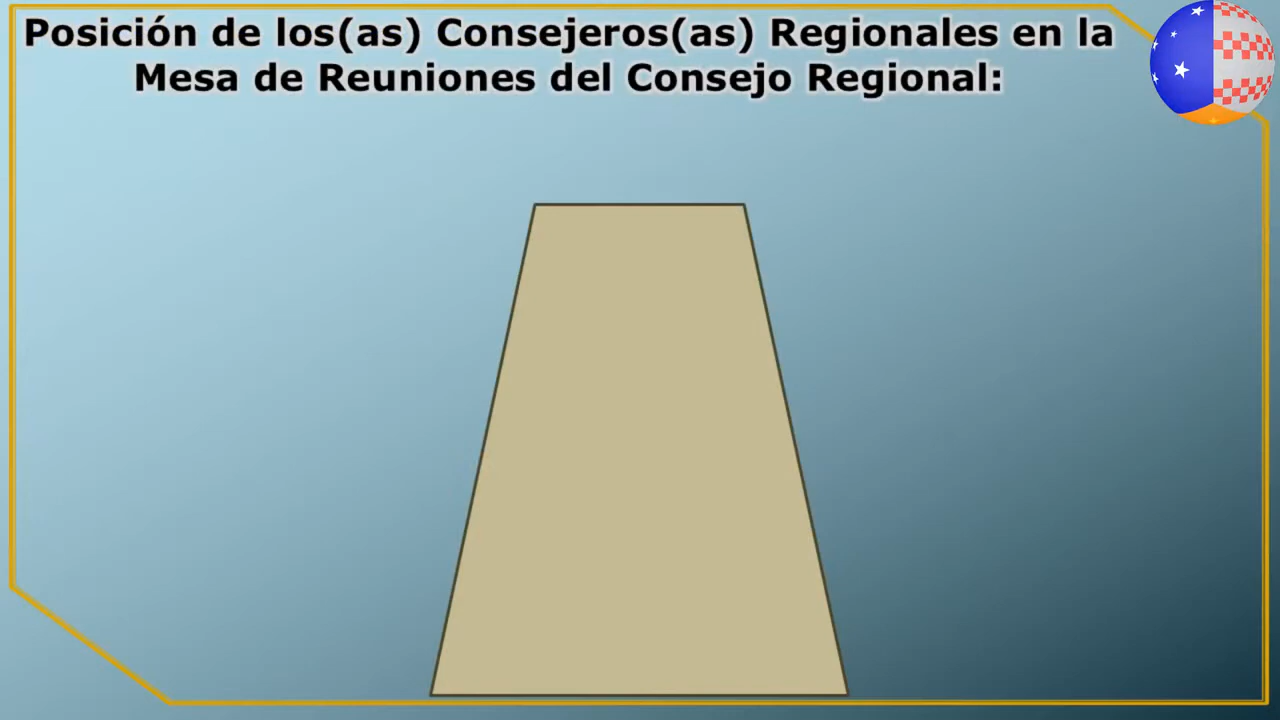 Posición de los(as) Consejeros(as) Regionales en la
Mesa de Reuniones del Consejo Regional: